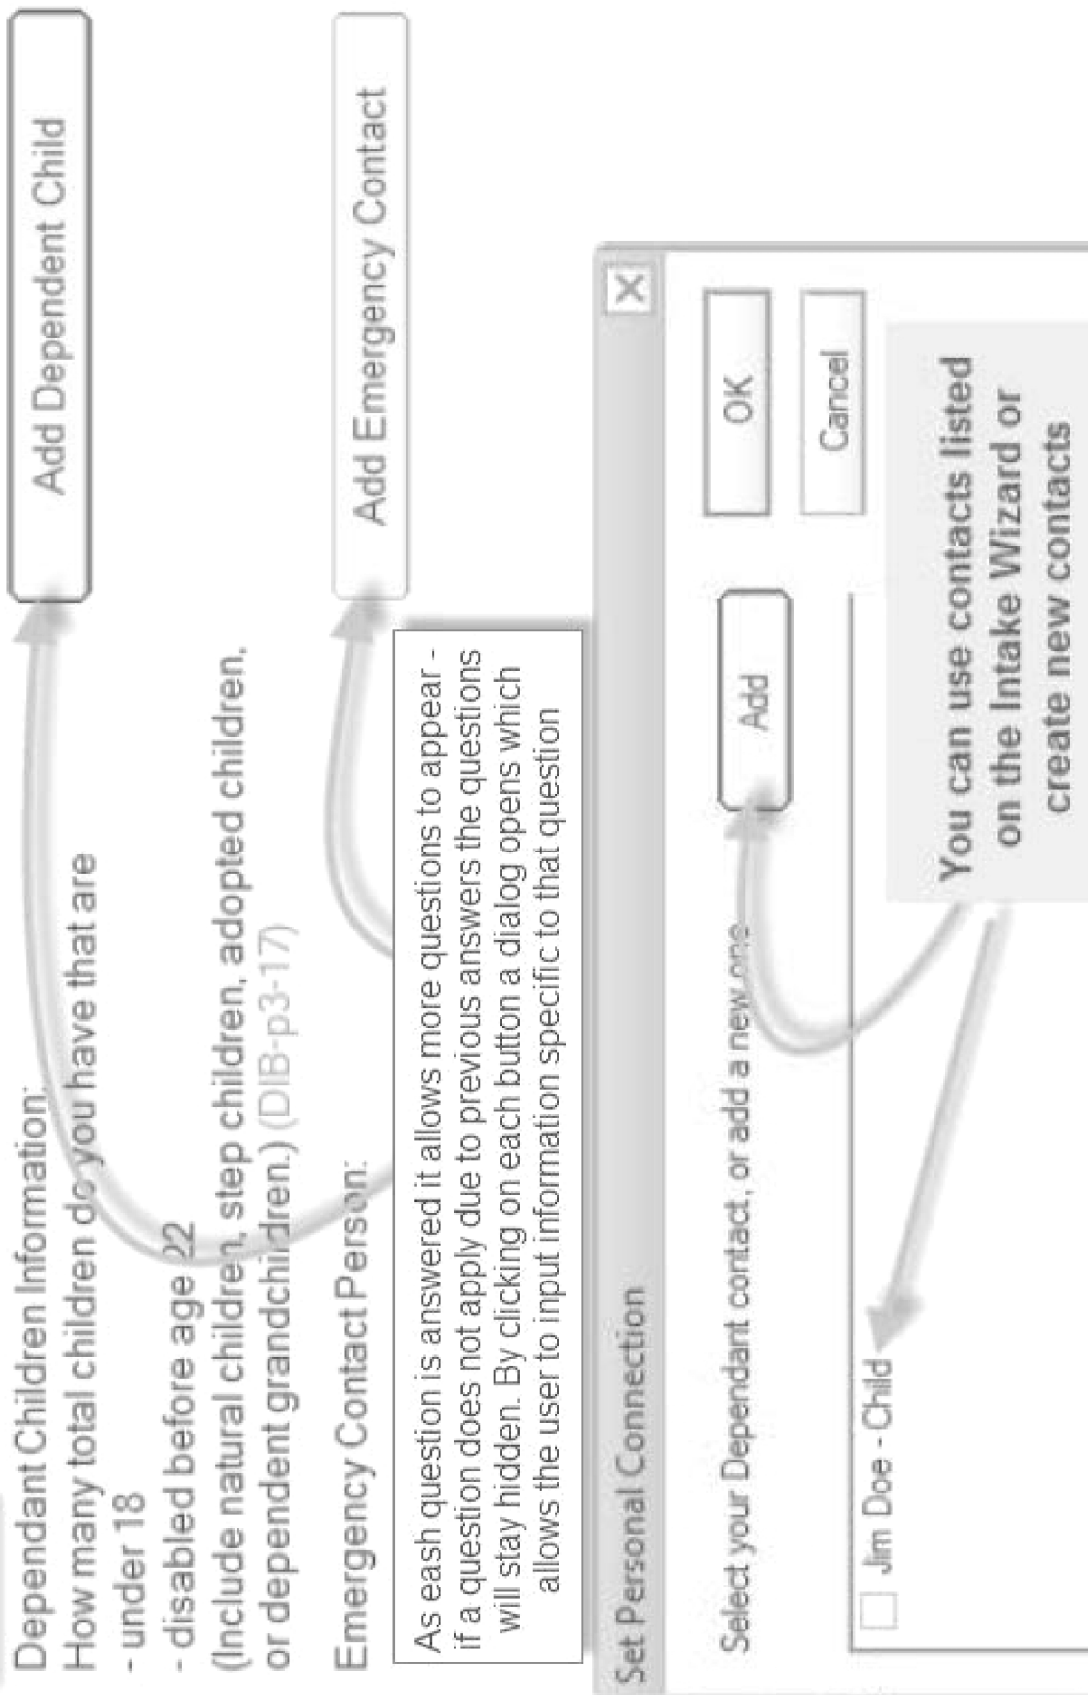 Dependant Children Information:
How many total children do you have that are
- under 18
- disabled before age 22
(Include natural children, step children, adopted children,
or dependent grandchildren.) (DIB-p3-17)
Add Dependent Child
Emergency Contact Person:
Add Emergency Contact
As eash question is answered it allows more questions to appear -
if a question does not apply due to previous answers the questions
will stay hidden. By clicking on each button a dialog opens which
allows the user to input information specific to that question
Set Personal Connection
X
Select your Dependant contact, or add a new one
Add
OK
Cancel
Jim Doe - Child
You can use contacts listed
on the Intake Wizard or
create new contacts